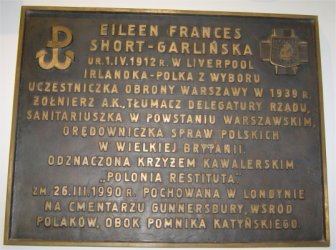 EILEEN FRANCES
SHORT-GARLIŃSKA
UR. 1.IV.1912 R. W LIVERPOOL
IRLANDKA-POLKA Z WYBORU
UCZESTNICZKA OBRONY WARSZAWY W 1939 R.
ŻOŁNIERZ A.K., TŁUMACZ DELEGATURY RZĄDU,
SANITARIUSZKA W POWSTANIU WARSZAWSKIM,
ORĘDOWNICZKA SPRAW POLSKICH
W WIELKIEJ BRYTANII.
ODZNACZONA KRZYŻEM KAWALERSKIM
„POLONIA RESTITUTA"
ZM. 26.III.1990 R. POCHOWANA W LONDYNIE
NA CMENTARZU GUNNERSBURY, WŚRÓD
POLAKÓW, OBOK POMNIKA KATYŃSKIEGO.